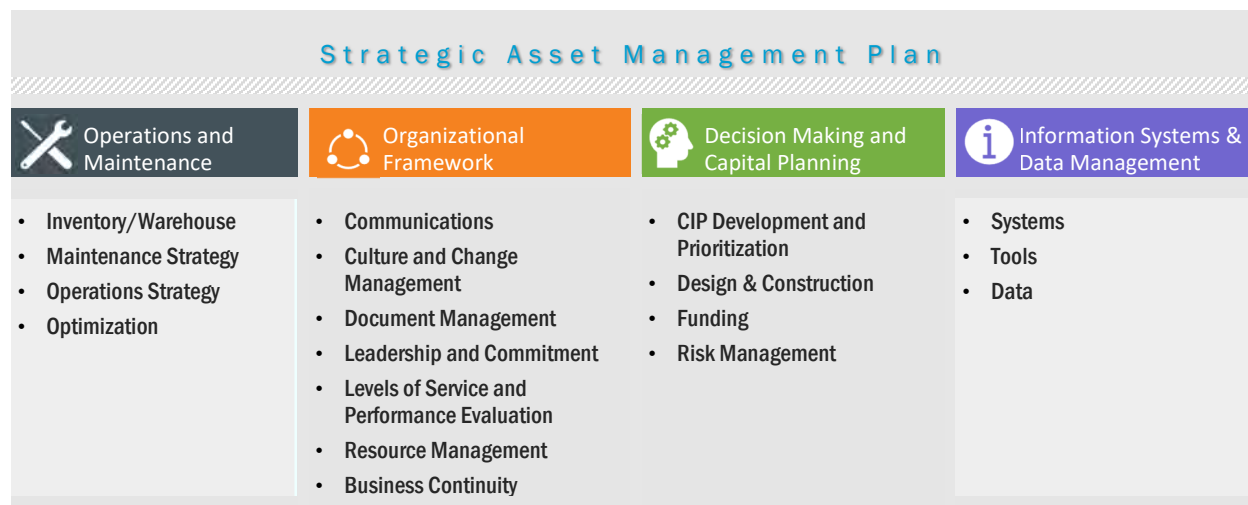 Strategic Asset Management Plan
Operations and
Maintenance
• Inventory/Warehouse
• Maintenance Strategy
• Operations Strategy
• Optimization
Organizational
Framework
• Communications
• Culture and Change
Management
• Document Management
• Leadership and Commitment
• Levels of Service and
Performance Evaluation
• Resource Management
• Business Continuity
Decision Making and
Capital Planning
• CIP Development and
Prioritization
• Design & Construction
• Funding
• Risk Management
Information Systems &
Data Management
• Systems
• Tools
• Data